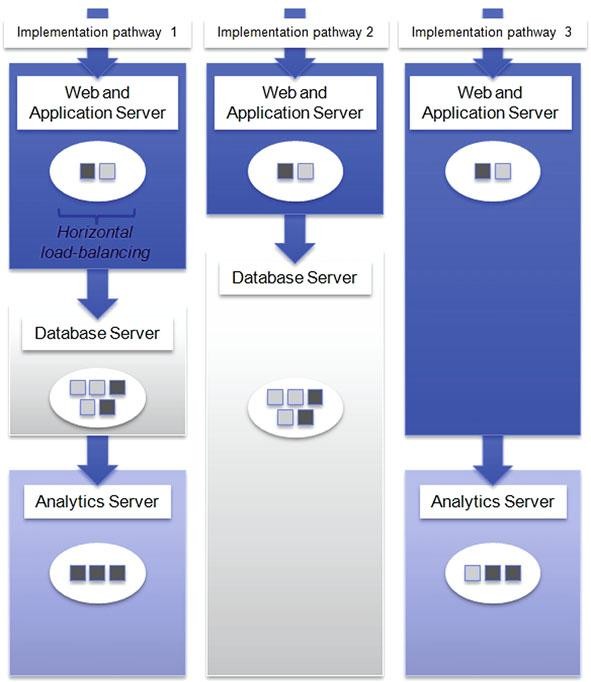 Implementation pathway 1
Web and
Application Server
Horizontal
load-balancing
Database Server
Analytics Server
Implementation pathway 2
Web and
Application Server
Database Server
Implementation pathway 3
Web and
Application Server
Analytics Server